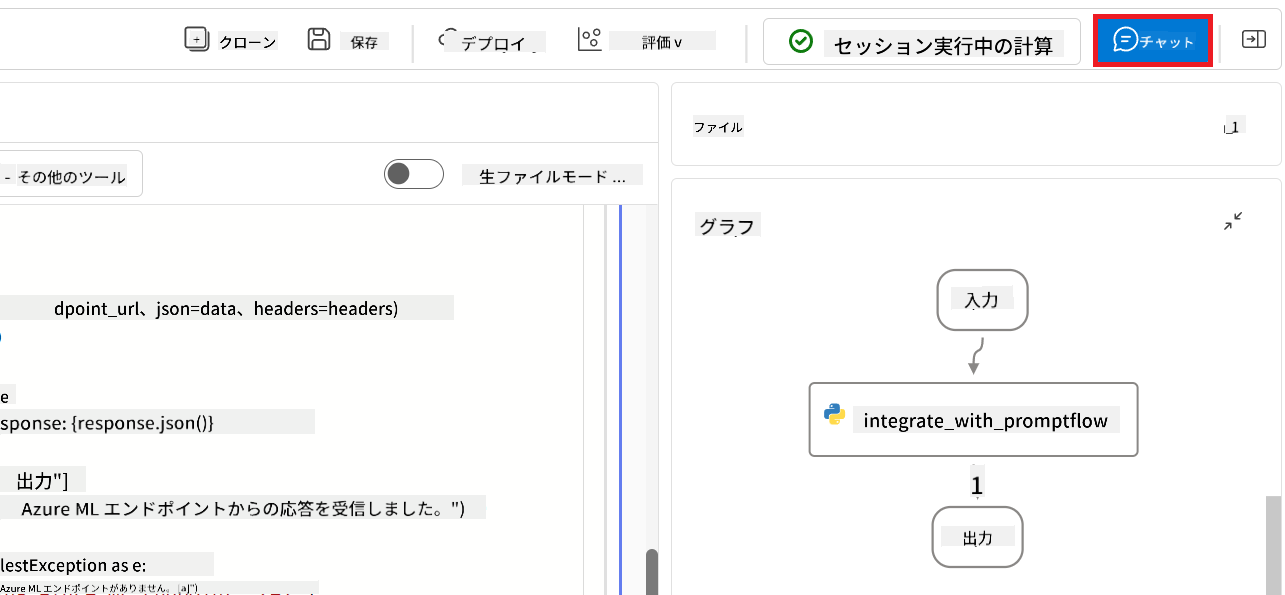 クローン
保存
デプロイ
評価 v
セッション実行中の計算
チャット
- その他のツール
生ファイルモード ...
dpoint_url、json=data、headers=headers)
e
sponse: {response.json()}
出力"]
Azure ML エンドポイントからの応答を受信しました。")
lestException as e:
Azure ML エンドポイントがありません。 [a]")
ファイル
グラフ
入力
integrate_with_promptflow
1
出力